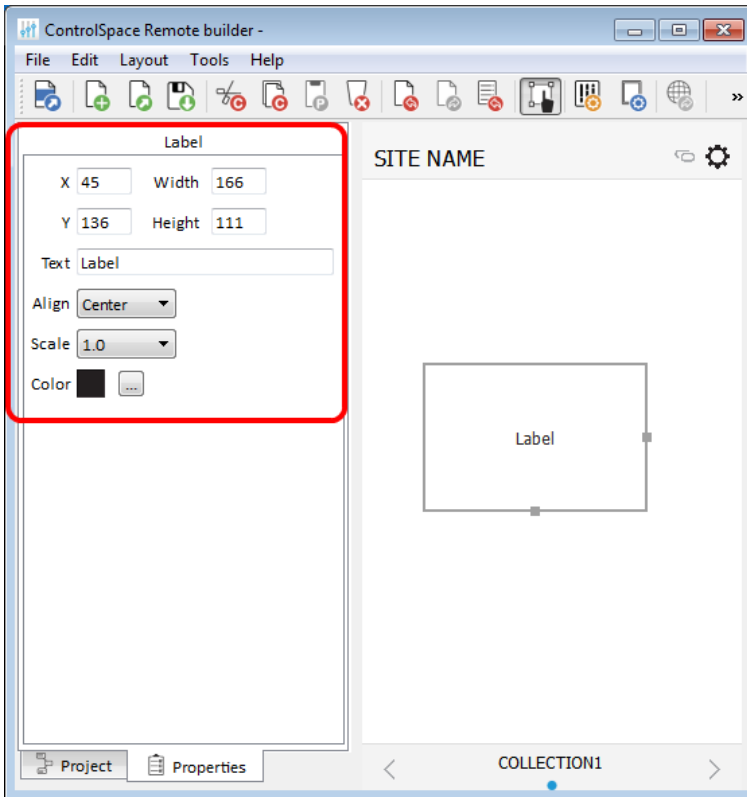 ControlSpace Remote builder -
File Edit Layout Tools Help
»
Label
X 45 Width 166
Y 136 Height 111
Text Label
Align Center
Scale 1.0
Color ...
SITE NAME
Label
Project Properties
COLLECTION1